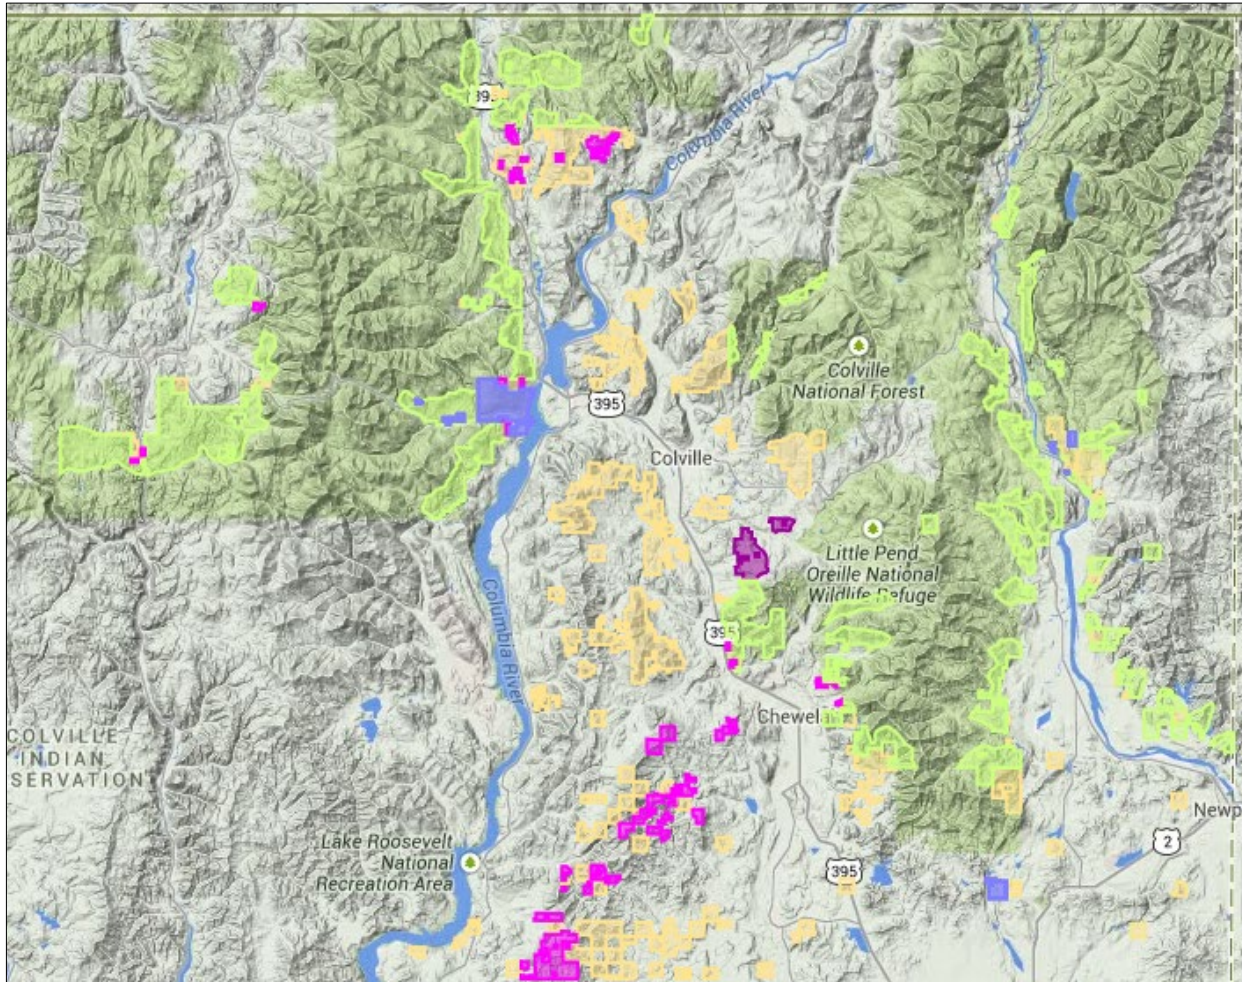 395
Columbia River
Colville
National Forest
395
Colville
Little Pend
Oreille National
Wildlife Refuge
Columbia River
395
Chewelah
COLVILLE
INDIAN
SERVATION
Newp
Lake Roosevelt
National
Recreation Area
2
395